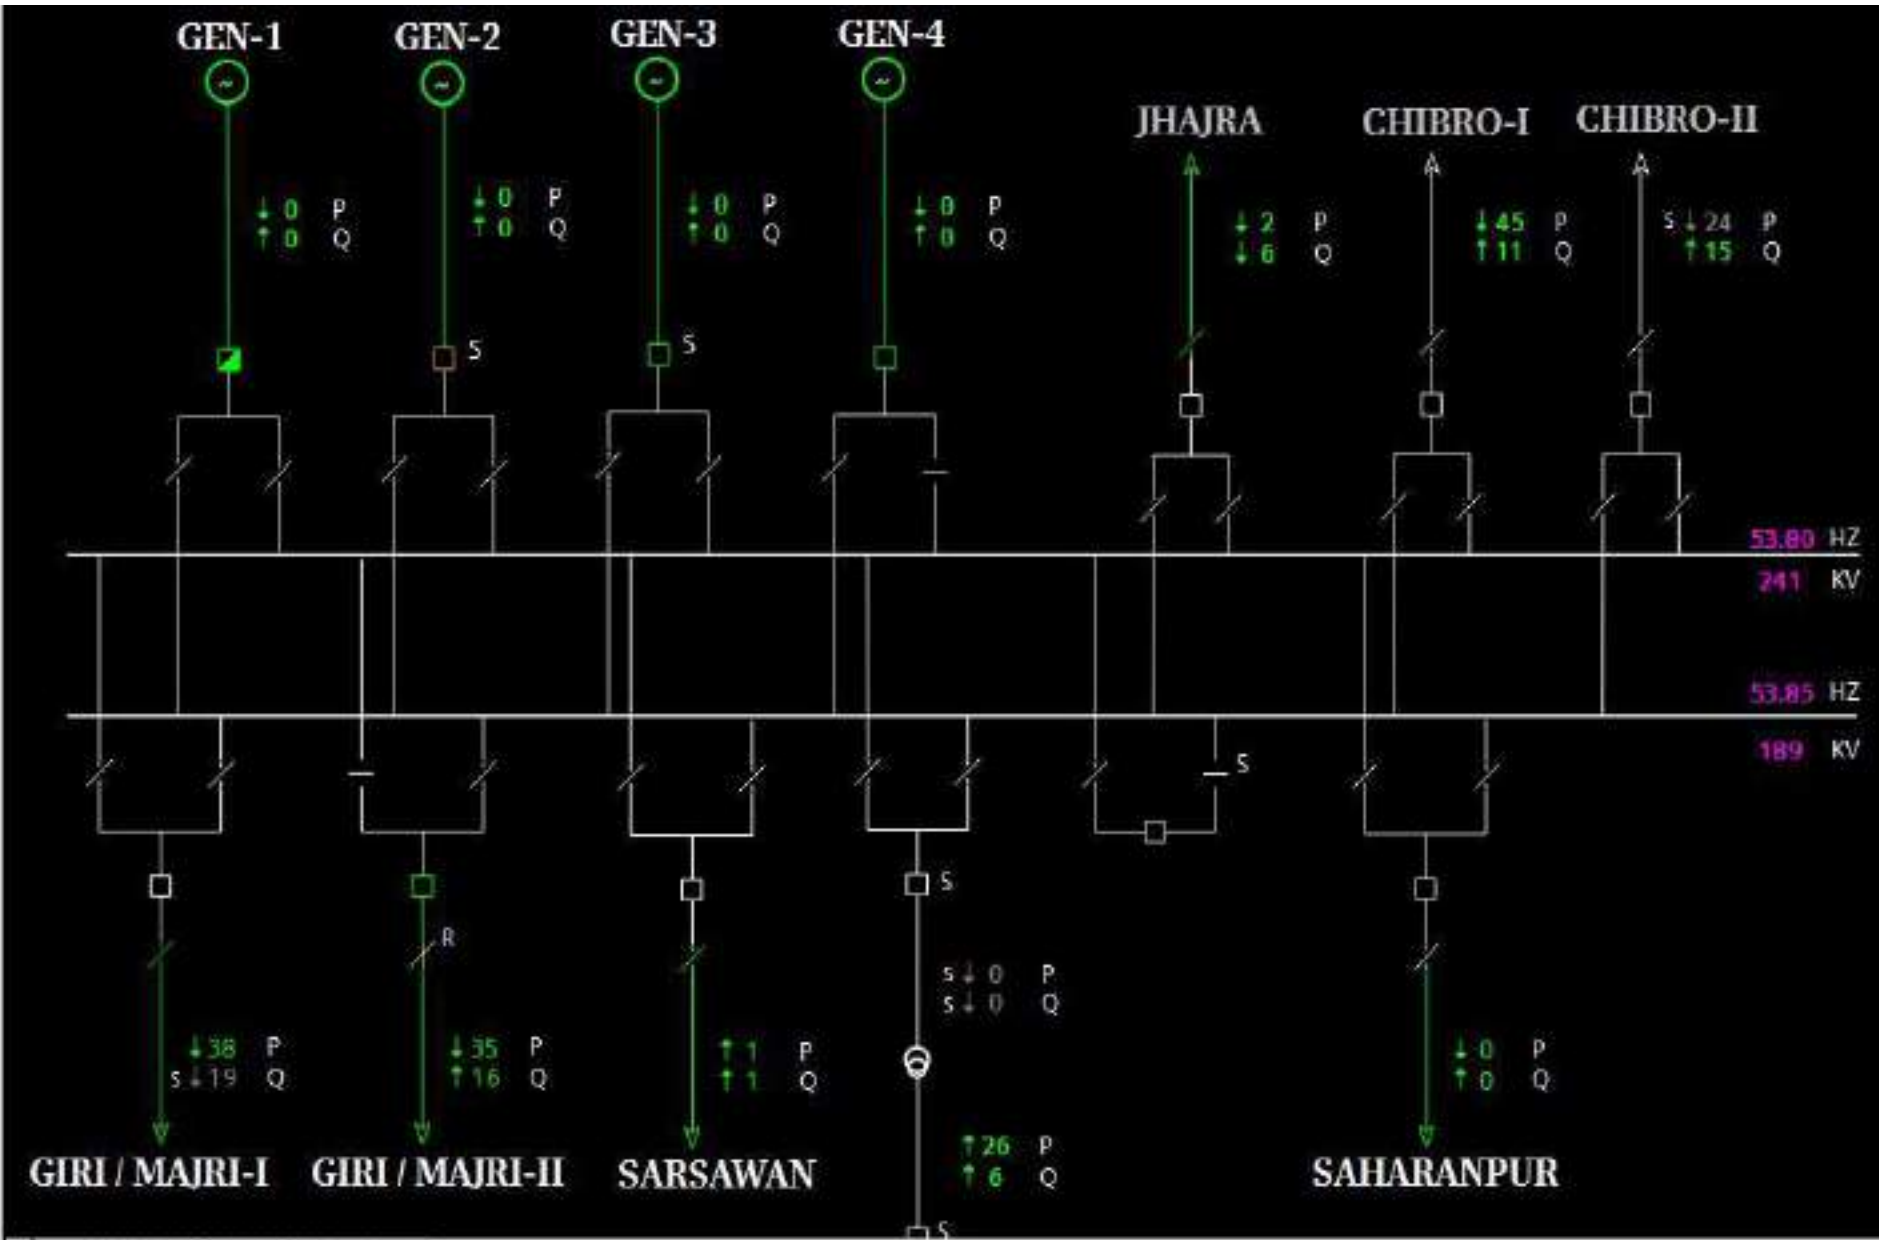 GEN-1 GEN-2 GEN-3 GEN-4
JHAJRA CHIBRO-I CHIBRO-II
↓ 0 P ↓ 0 P ↓ 0 P ↓ 0 P ↓ 2 P ↓ 45 P S ↓ 24 P
↑ 0 Q ↑ 0 Q ↑ 0 Q ↑ 0 Q ↓ 6 Q ↑ 11 Q ↑ 15 Q
S S
53.80 HZ
241 KV
53.85 HZ
189 KV
S
S
R
S ↓ 0 P
S ↓ 0 Q
↓ 38 P ↓ 35 P ↑ 1 P ↓ 0 P
S ↓ 19 Q ↑ 16 Q ↑ 1 Q ↑ 0 Q
↑ 26 P
↑ 6 Q
GIRI / MAJRI-I GIRI / MAJRI-II SARSAWAN SAHARANPUR
S